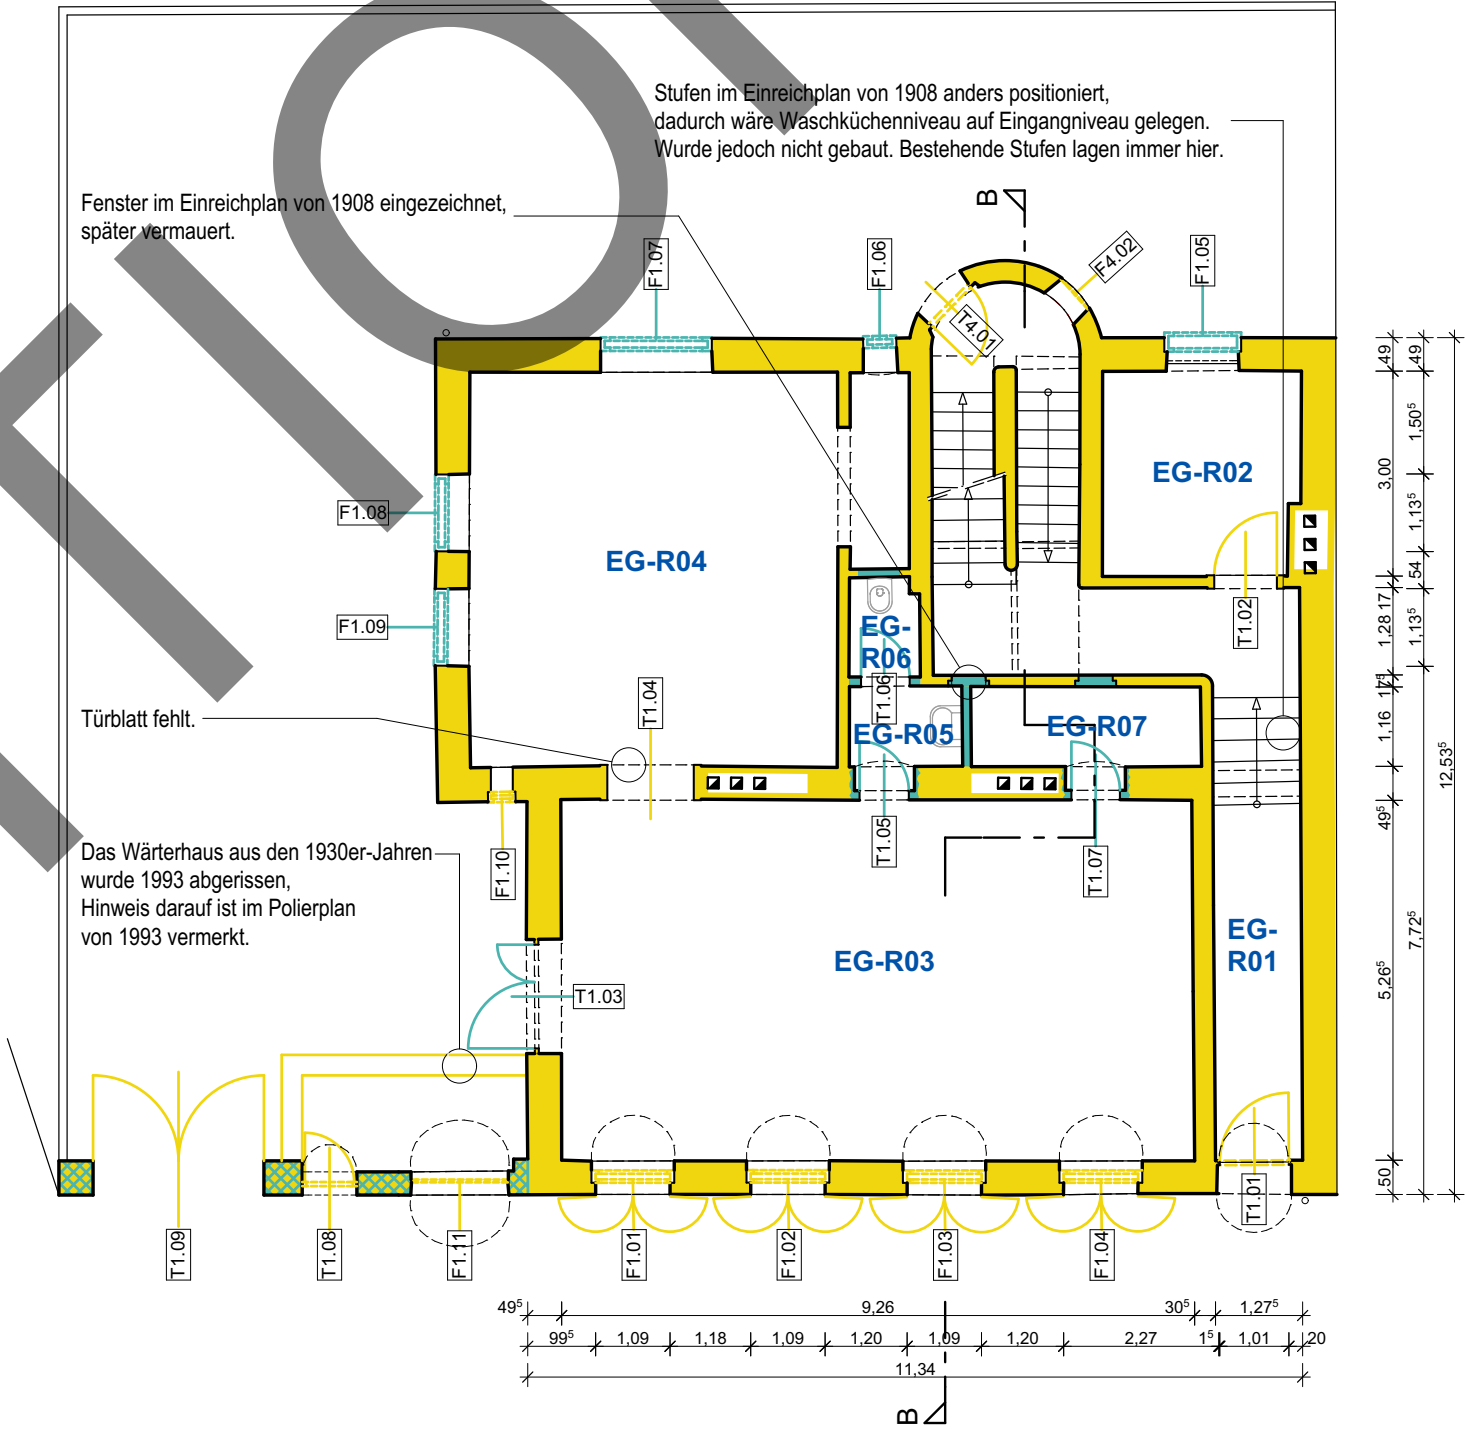 Stufen im Einreichplan von 1908 anders positioniert,
dadurch wäre Waschküchenniveau auf Eingangniveau gelegen.
Wurde jedoch nicht gebaut. Bestehende Stufen lagen immer hier.
Fenster im Einreichplan von 1908 eingezeichnet,
später vermauert.
B
F1.07
F1.06
F4.02
F1.05
T4.01
49
49
1,50⁵
3,00
EG-R02
F1.08
1,13⁵
EG-R04
54
F1.09
EG-
R06
T1.02
17
1,28
1,13⁵
T1.06
T1.04
17⁵
Türblatt fehlt.
EG-R05
EG-R07
1,16
12,53⁵
49⁵
T1.05
T1.07
F1.10
Das Wärterhaus aus den 1930er-Jahren
wurde 1993 abgerissen,
Hinweis darauf ist im Polierplan
von 1993 vermerkt.
EG-R03
EG-
R01
7,72⁵
5,26⁵
T1.03
50
T1.01
T1.09
T1.08
F1.11
F1.01
F1.02
F1.03
F1.04
49⁵
9,26
30⁵
1,27⁵
99⁵
1,09
1,18
1,09
1,20
1,09
1,20
2,27
1⁵
1,01
20
11,34
B